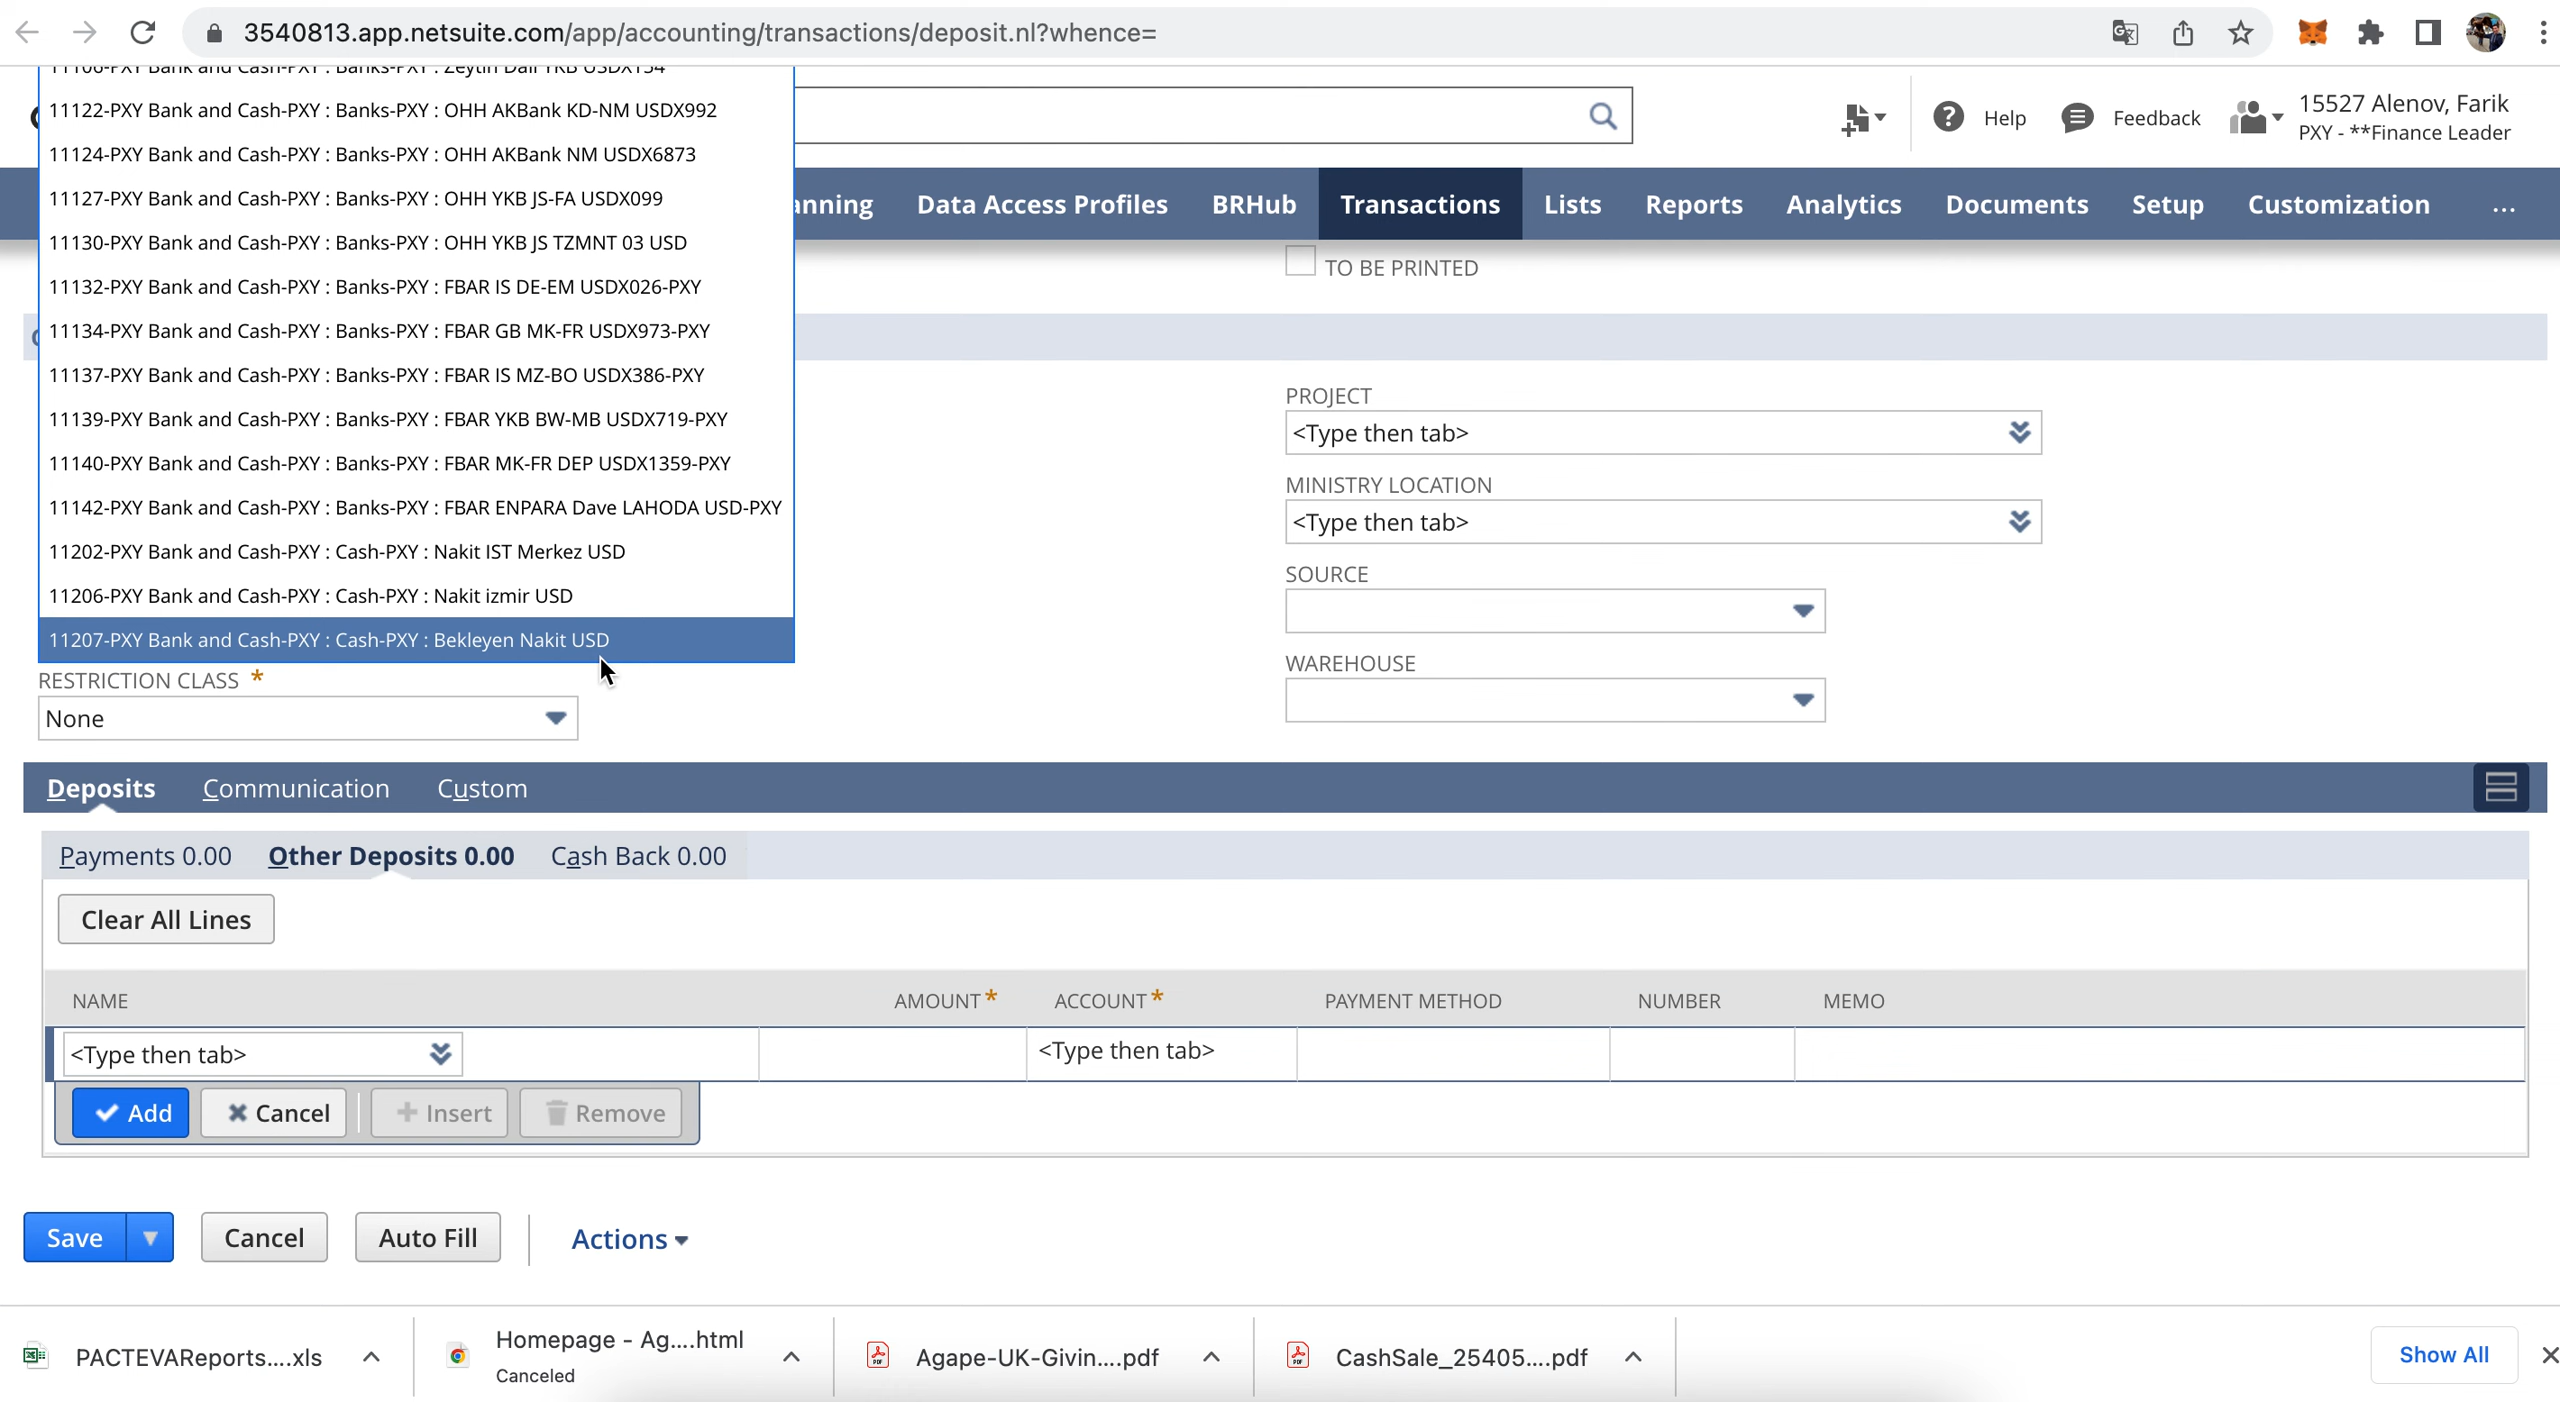 3540813.app.netsuite.com/app/accounting/transactions/deposit.nl?whence=
11106-PXY Bank and Cash-PXY : Banks-PXY : Zeytin Dali YKB USDX154
11122-PXY Bank and Cash-PXY : Banks-PXY : OHH AKBank KD-NM USDX992
11124-PXY Bank and Cash-PXY : Banks-PXY : OHH AKBank NM USDX6873
11127-PXY Bank and Cash-PXY : Banks-PXY : OHH YKB JS-FA USDX099
11130-PXY Bank and Cash-PXY : Banks-PXY : OHH YKB JS TZMNT 03 USD
11132-PXY Bank and Cash-PXY : Banks-PXY : FBAR IS DE-EM USDX026-PXY
11134-PXY Bank and Cash-PXY : Banks-PXY : FBAR GB MK-FR USDX973-PXY
11137-PXY Bank and Cash-PXY : Banks-PXY : FBAR IS MZ-BO USDX386-PXY
11139-PXY Bank and Cash-PXY : Banks-PXY : FBAR YKB BW-MB USDX719-PXY
11140-PXY Bank and Cash-PXY : Banks-PXY : FBAR MK-FR DEP USDX1359-PXY
11142-PXY Bank and Cash-PXY : Banks-PXY : FBAR ENPARA Dave LAHODA USD-PXY
11202-PXY Bank and Cash-PXY : Cash-PXY : Nakit IST Merkez USD
11206-PXY Bank and Cash-PXY : Cash-PXY : Nakit izmir USD
11207-PXY Bank and Cash-PXY : Cash-PXY : Bekleyen Nakit USD
Help
Feedback
15527 Alenov, Farik
PXY - **Finance Leader
anning Data Access Profiles BRHub Transactions Lists Reports Analytics Documents Setup Customization ...
TO BE PRINTED
PROJECT
<Type then tab>
MINISTRY LOCATION
<Type then tab>
SOURCE
WAREHOUSE
RESTRICTION CLASS *
None
Deposits Communication Custom
Payments 0.00 Other Deposits 0.00 Cash Back 0.00
Clear All Lines
NAME AMOUNT * ACCOUNT * PAYMENT METHOD NUMBER MEMO
<Type then tab> <Type then tab>
Add Cancel Insert Remove
Save Cancel Auto Fill Actions
PACTEVAReports....xls
Homepage - Ag....html
Canceled
Agape-UK-Givin....pdf
CashSale_25405....pdf
Show All